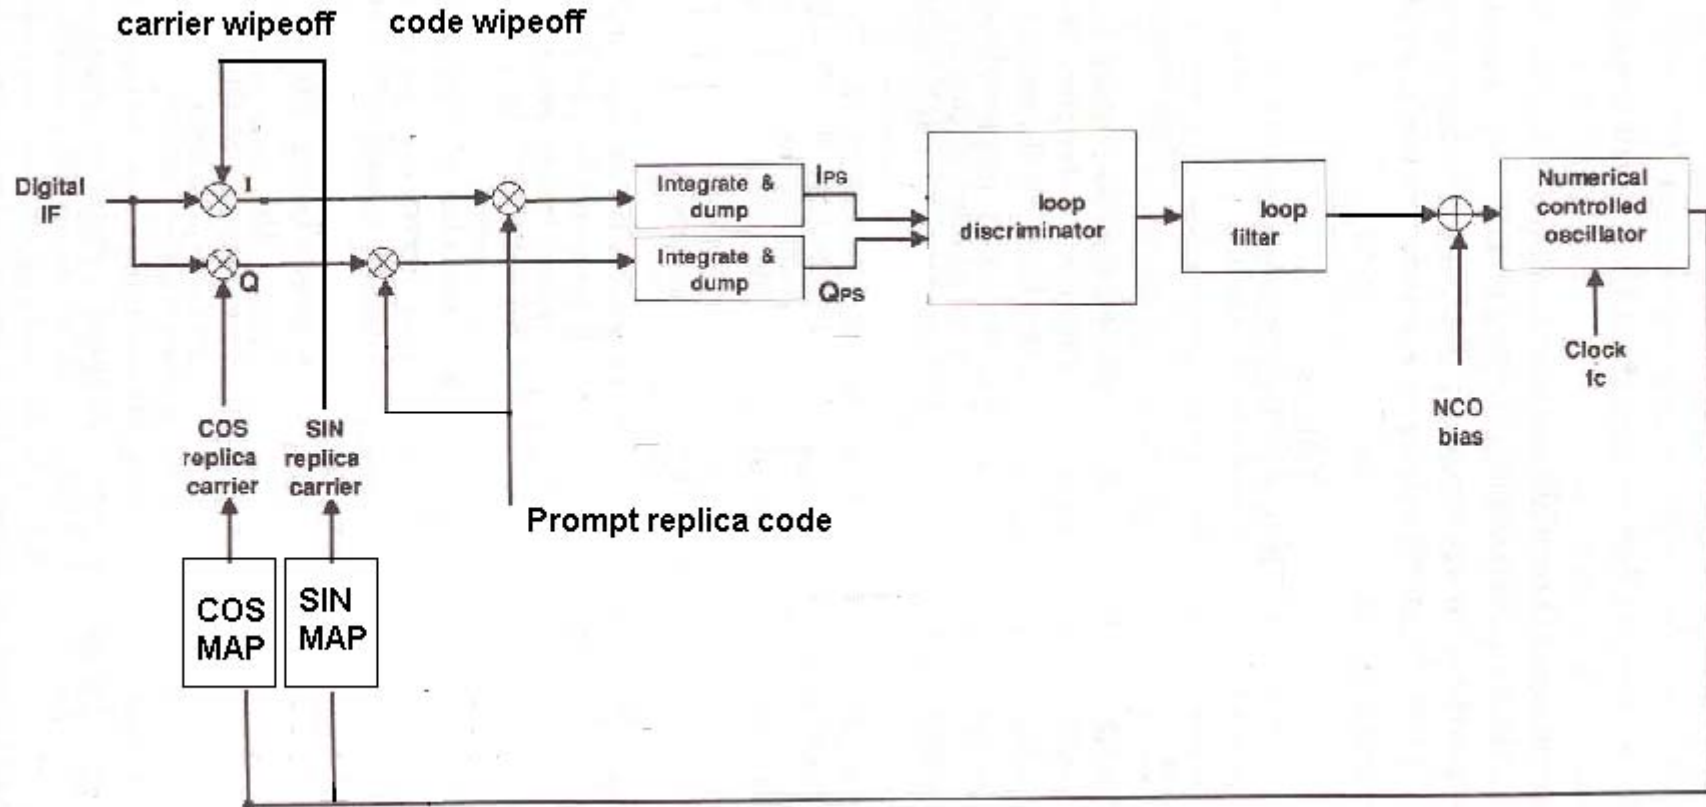 carrier wipeoff
code wipeoff
Digital
IF
I
Q
Integrate &
dump
IPS
Integrate &
dump
QPS
loop
discriminator
loop
filter
Numerical
controlled
oscillator
Clock
fc
NCO
bias
COS
replica
carrier
SIN
replica
carrier
Prompt replica code
COS
MAP
SIN
MAP